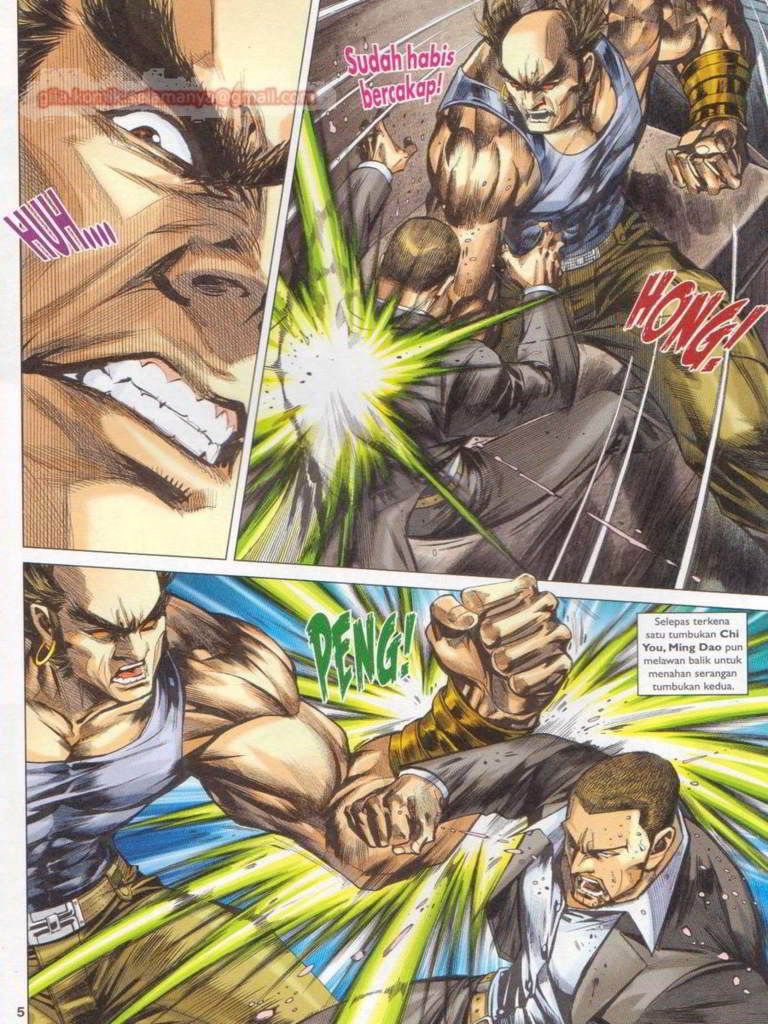 HUH....
Sudah habis
bercakap!
HONG!
PENG!
Selepas terkena
satu tumbukan Chi
You, Ming Dao pun
melawan balik untuk
menahan serangan
tumbukan kedua.
5